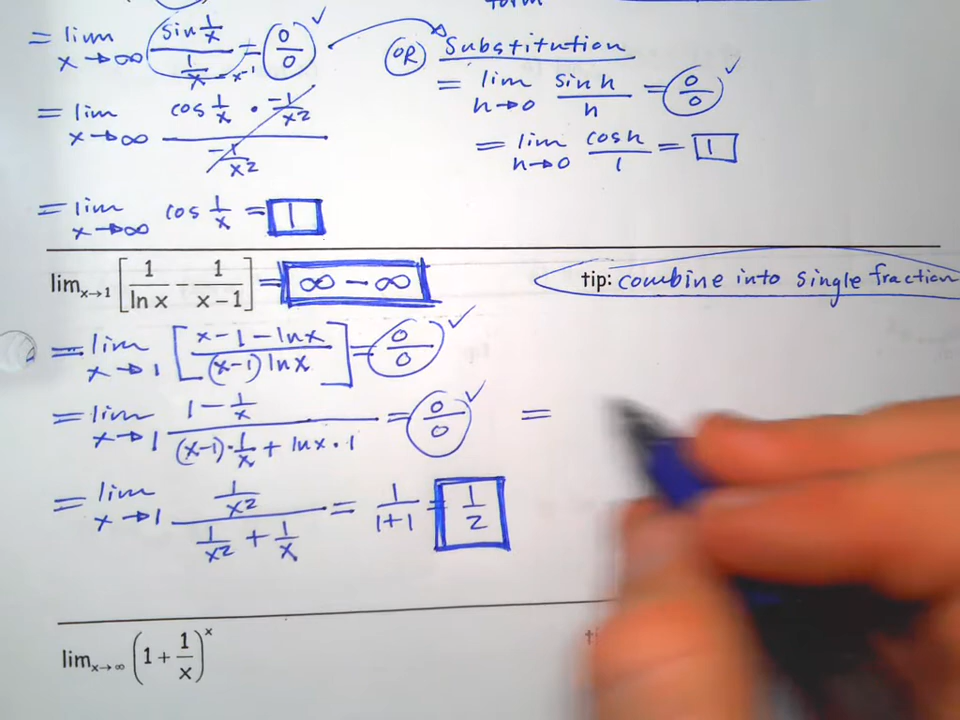 form
= lim x→∞ sin 1/x / 1/x = 0/0 ✓
x⁻¹
OR Substitution
= lim h→0 sin h / h = 0/0 ✓
= lim x→∞ cos 1/x · -1/x² / -1/x²
= lim h→0 cos h / 1 = 1
= lim x→∞ cos 1/x = 1
lim x→1 [1/ln x - 1/(x-1)] = ∞ - ∞
tip: combine into single fraction
= lim x→1 [(x-1-ln x)/((x-1) ln x)] = 0/0 ✓
= lim x→1 (1 - 1/x)/((x-1)·1/x + ln x · 1) = 0/0 ✓ =
= lim x→1 (1/x²)/(1/x² + 1/x) = 1/(1+1) = 1/2
lim x→∞ (1 + 1/x)ˣ